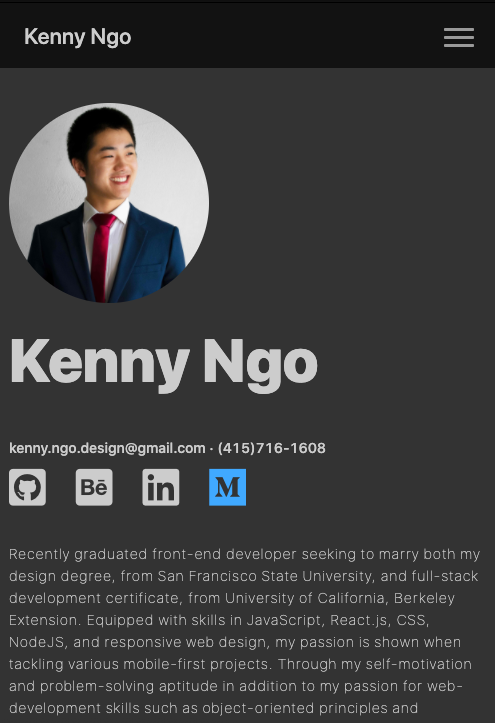 Kenny Ngo
Kenny Ngo
kenny.ngo.design@gmail.com · (415)716-1608
Bē in M
Recently graduated front-end developer seeking to marry both my
design degree, from San Francisco State University, and full-stack
development certificate, from University of California, Berkeley
Extension. Equipped with skills in JavaScript, React.js, CSS,
NodeJS, and responsive web design, my passion is shown when
tackling various mobile-first projects. Through my self-motivation
and problem-solving aptitude in addition to my passion for web-
development skills such as object-oriented principles and